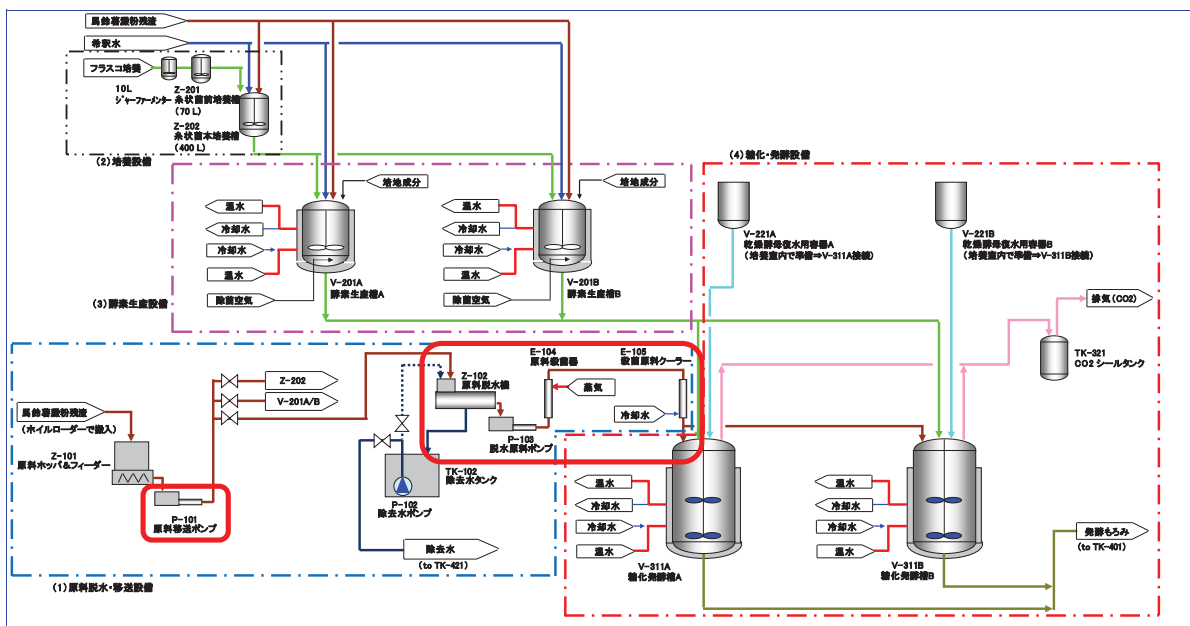 馬鈴薯澱粉残渣
希釈水
フラスコ培養
10L
ジャーファーメンター
Z-201
糸状菌前培養槽
(70 L)
Z-202
糸状菌本培養槽
(400 L)
(2) 培養設備
培地成分
温水
冷却水
冷却水
温水
除菌空気
V-201A
酵素生産槽A
培地成分
温水
冷却水
冷却水
温水
除菌空気
V-201B
酵素生産槽B
(3) 酵素生産設備
(4) 糖化・発酵設備
V-221A
乾燥酵母復水用容器A
(培養室内で準備⇒V-311A接続)
V-221B
乾燥酵母復水用容器B
(培養室内で準備⇒V-311B接続)
排気(CO2)
TK-321
CO2 シールタンク
Z-202
V-201A/B
馬鈴薯澱粉残渣
(ホイルローダーで搬入)
Z-101
原料ホッパ&フィーダー
P-101
原料移送ポンプ
Z-102
原料脱水機
E-104
原料殺菌器
E-105
殺菌原料クーラー
蒸気
冷却水
P-103
脱水原料ポンプ
TK-102
除去水タンク
P-102
除去水ポンプ
除去水
(to TK-421)
(1) 原料脱水・移送設備
温水
冷却水
冷却水
温水
V-311A
糖化発酵槽A
温水
冷却水
冷却水
温水
V-311B
糖化発酵槽B
発酵もろみ
(to TK-401)